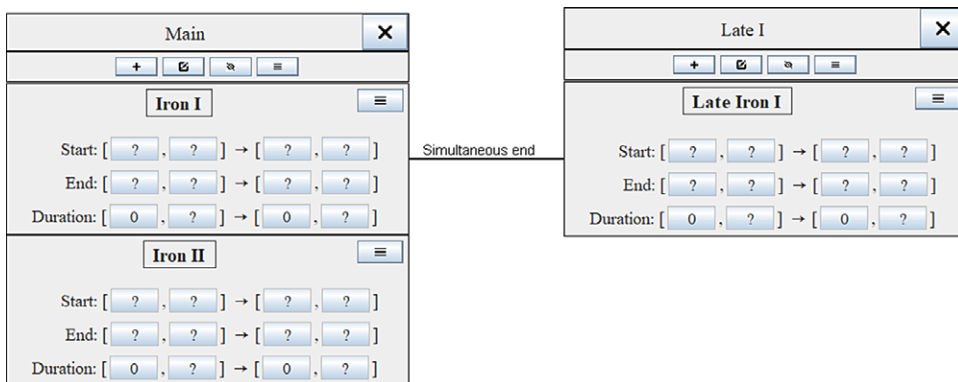 Main ×
+ ≡
Iron I ≡
Start: [ ? , ? ] → [ ? , ? ]
End: [ ? , ? ] → [ ? , ? ]
Duration: [ 0 , ? ] → [ 0 , ? ]
Iron II ≡
Start: [ ? , ? ] → [ ? , ? ]
End: [ ? , ? ] → [ ? , ? ]
Duration: [ 0 , ? ] → [ 0 , ? ]
Simultaneous end
Late I ×
+ ≡
Late Iron I ≡
Start: [ ? , ? ] → [ ? , ? ]
End: [ ? , ? ] → [ ? , ? ]
Duration: [ 0 , ? ] → [ 0 , ? ]